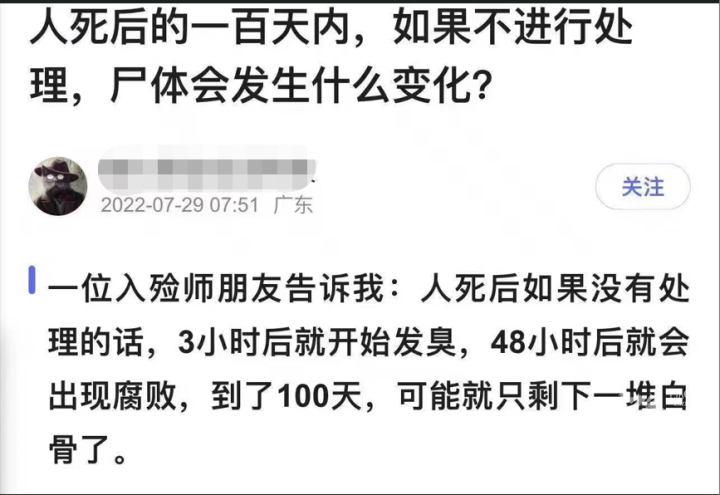 人死后的一百天内，如果不进行处
理，尸体会发生什么变化？
关注
2022-07-29 07:51 广东
一位入殓师朋友告诉我：人死后如果没有处
理的话，3小时后就开始发臭，48小时后就会
出现腐败，到了100天，可能就只剩下一堆白
骨了。